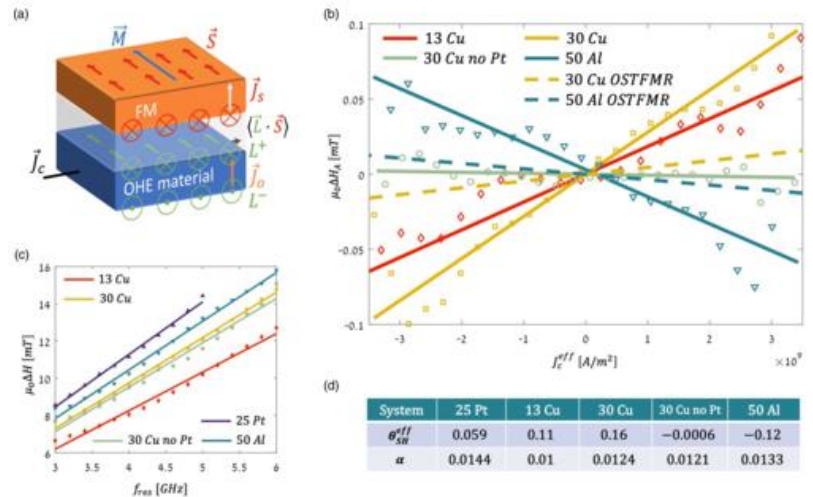 (a)
M⃗
S⃗
FM
J⃗s
⟨L⃗ · S⃗⟩
L⁺
J⃗c
OHE material
J⃗o
L⁻
(b)
0.1
13 Cu
30 Cu
30 Cu no Pt
50 Al
30 Cu OSTFMR
50 Al OSTFMR
0.05
0
-0.05
-0.1
μ₀ΔH_A [mT]
-3 -2 -1 0 1 2 3
J_c^eff [A/m²]
×10⁹
(c)
16
14
12
10
8
6
μ₀ΔH [mT]
13 Cu
30 Cu
25 Pt
30 Cu no Pt
50 Al
3 3.5 4 4.5 5 5.5 6
f_res [GHz]
(d)
System 25 Pt 13 Cu 30 Cu 30 Cu no Pt 50 Al
θ_SH^eff 0.059 0.11 0.16 −0.0006 −0.12
α 0.0144 0.01 0.0124 0.0121 0.0133